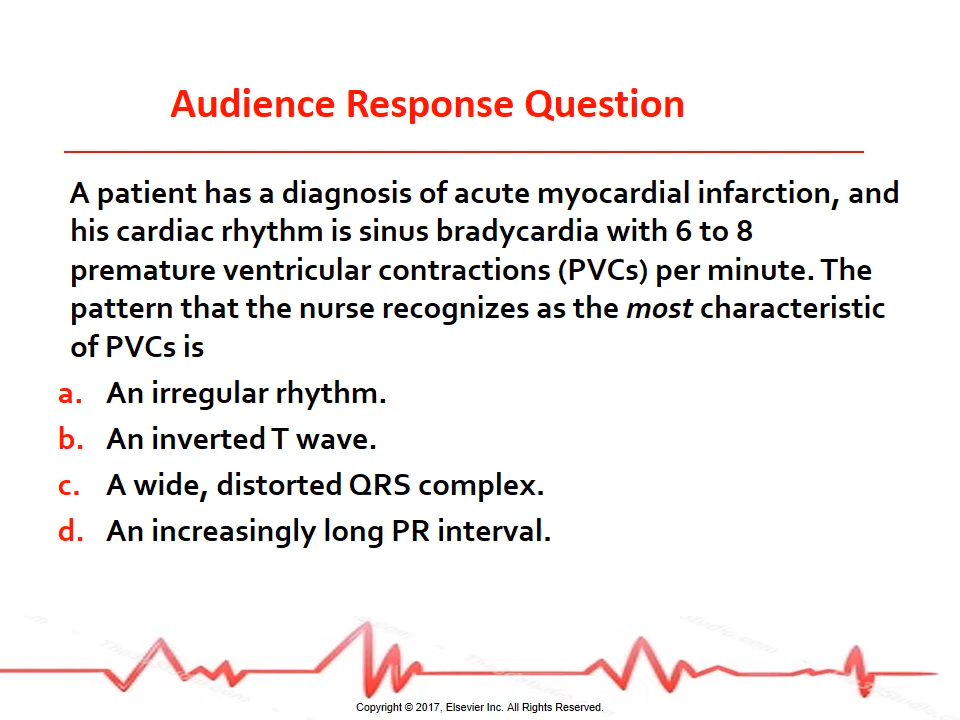 Audience Response Question
A patient has a diagnosis of acute myocardial infarction, and
his cardiac rhythm is sinus bradycardia with 6 to 8
premature ventricular contractions (PVCs) per minute. The
pattern that the nurse recognizes as the most characteristic
of PVCs is
a. An irregular rhythm.
b. An inverted T wave.
c. A wide, distorted QRS complex.
d. An increasingly long PR interval.
Copyright © 2017, Elsevier Inc. All Rights Reserved.